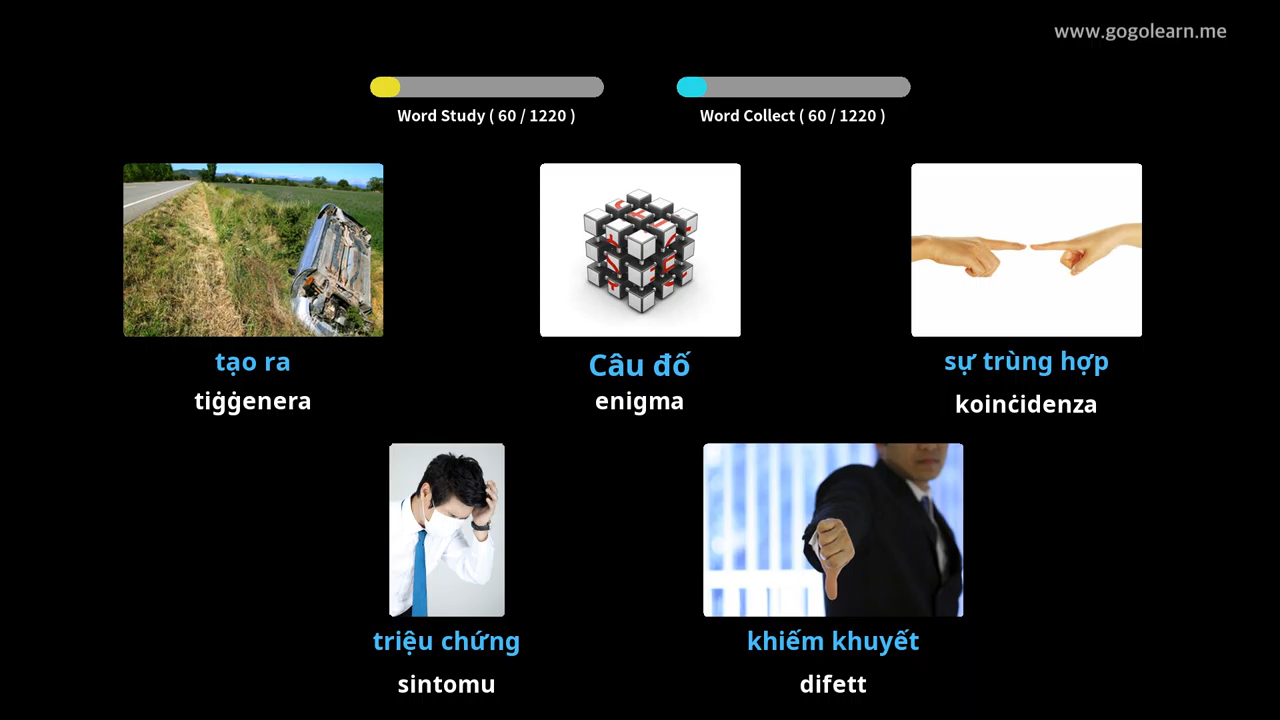 www.gogolearn.me
Word Study ( 60 / 1220 )
Word Collect ( 60 / 1220 )
tạo ra
tiġġenera
Câu đố
enigma
sự trùng hợp
koinċidenza
triệu chứng
sintomu
khiếm khuyết
difett